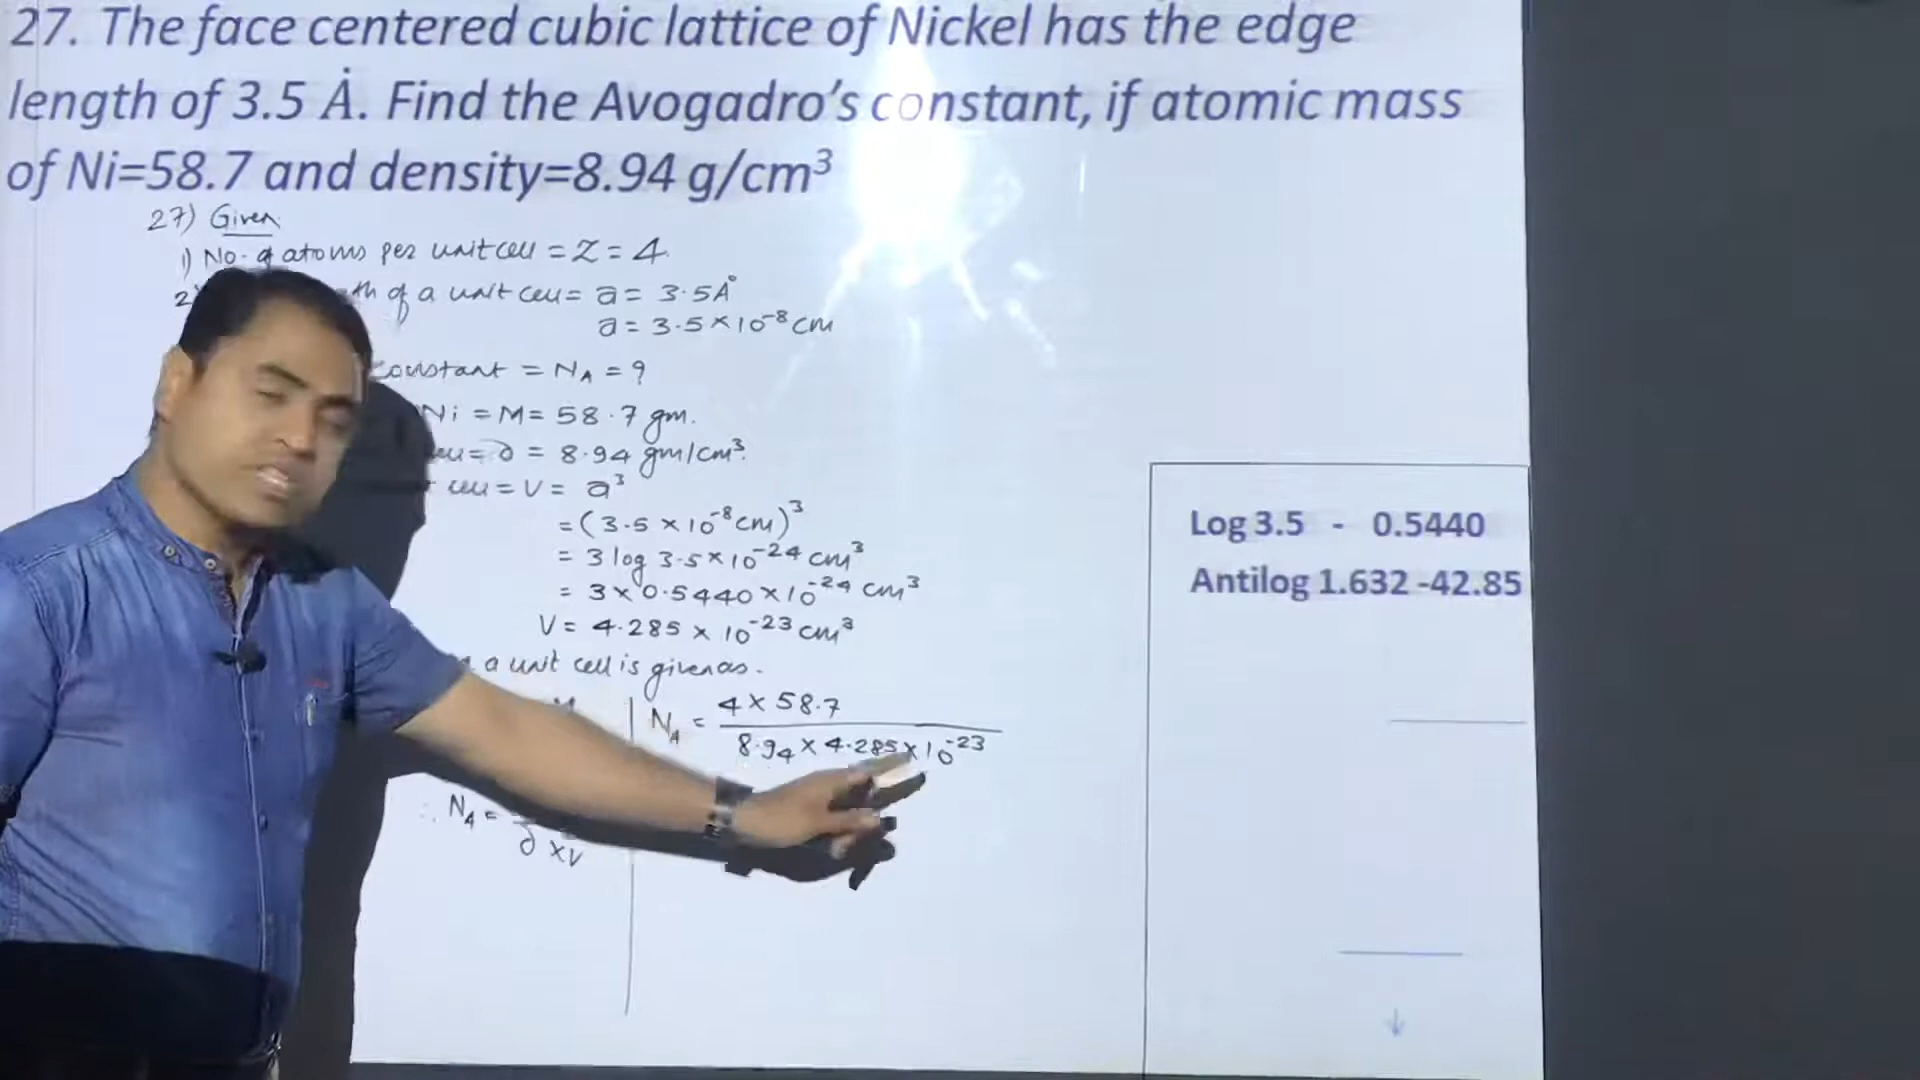 27. The face centered cubic lattice of Nickel has the edge
length of 3.5 Å. Find the Avogadro's constant, if atomic mass
of Ni=58.7 and density=8.94 g/cm³
27) Given
1) No. of atoms per unit cell = Z = 4.
2) of a unit cell = a = 3.5Å
a = 3.5 × 10⁻⁸ cm
constant = N_A = ?
Ni = M = 58.7 gm.
= ∂ = 8.94 gm/cm³.
cell = V = a³
= (3.5 × 10⁻⁸ cm)³
= 3 log 3.5 × 10⁻²⁴ cm³
= 3 × 0.5440 × 10⁻²⁴ cm³
V = 4.285 × 10⁻²³ cm³
a unit cell is given as.
N_A = 4 × 58.7
8.94 × 4.285 × 10⁻²³
∴ N_A =
∂ × V
Log 3.5 - 0.5440
Antilog 1.632 -42.85